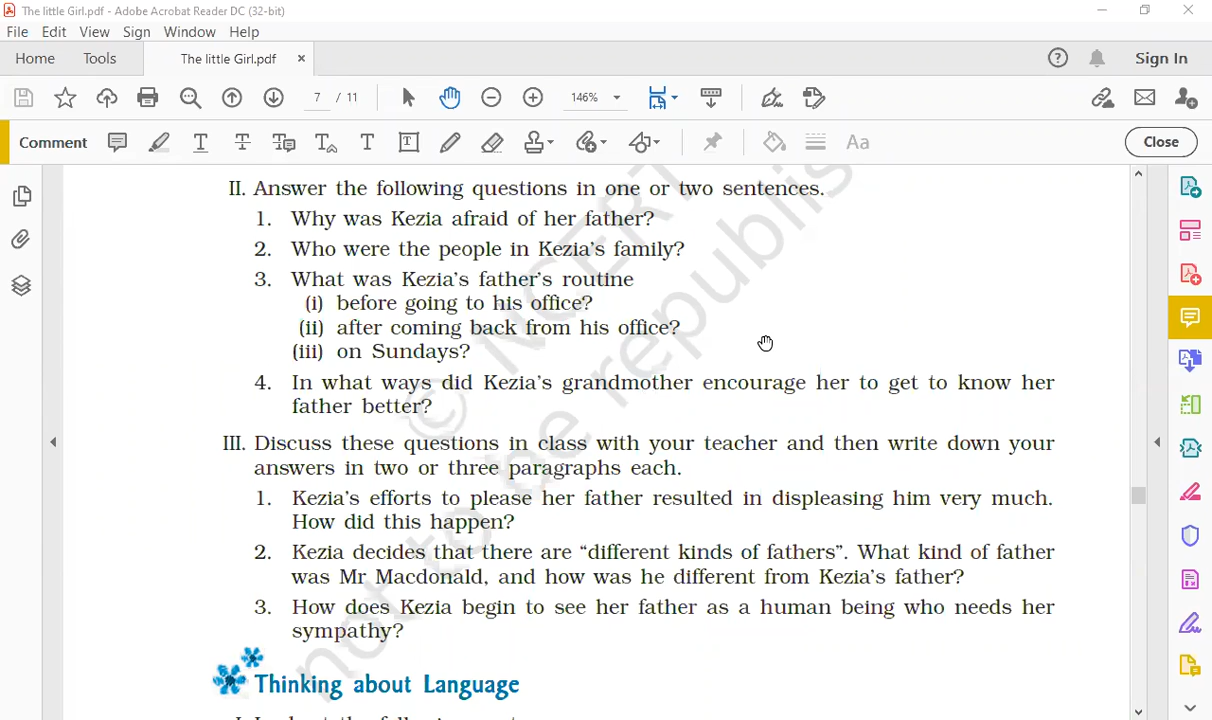 The little Girl.pdf - Adobe Acrobat Reader DC (32-bit)
File Edit View Sign Window Help
Home Tools The little Girl.pdf × Sign In
7 / 11 146%
Comment Aa Close
II. Answer the following questions in one or two sentences.
1. Why was Kezia afraid of her father?
2. Who were the people in Kezia's family?
3. What was Kezia's father's routine
(i) before going to his office?
(ii) after coming back from his office?
(iii) on Sundays?
4. In what ways did Kezia's grandmother encourage her to get to know her
father better?
III. Discuss these questions in class with your teacher and then write down your
answers in two or three paragraphs each.
1. Kezia's efforts to please her father resulted in displeasing him very much.
How did this happen?
2. Kezia decides that there are “different kinds of fathers”. What kind of father
was Mr Macdonald, and how was he different from Kezia's father?
3. How does Kezia begin to see her father as a human being who needs her
sympathy?
Thinking about Language
© NCERT
not to be republis